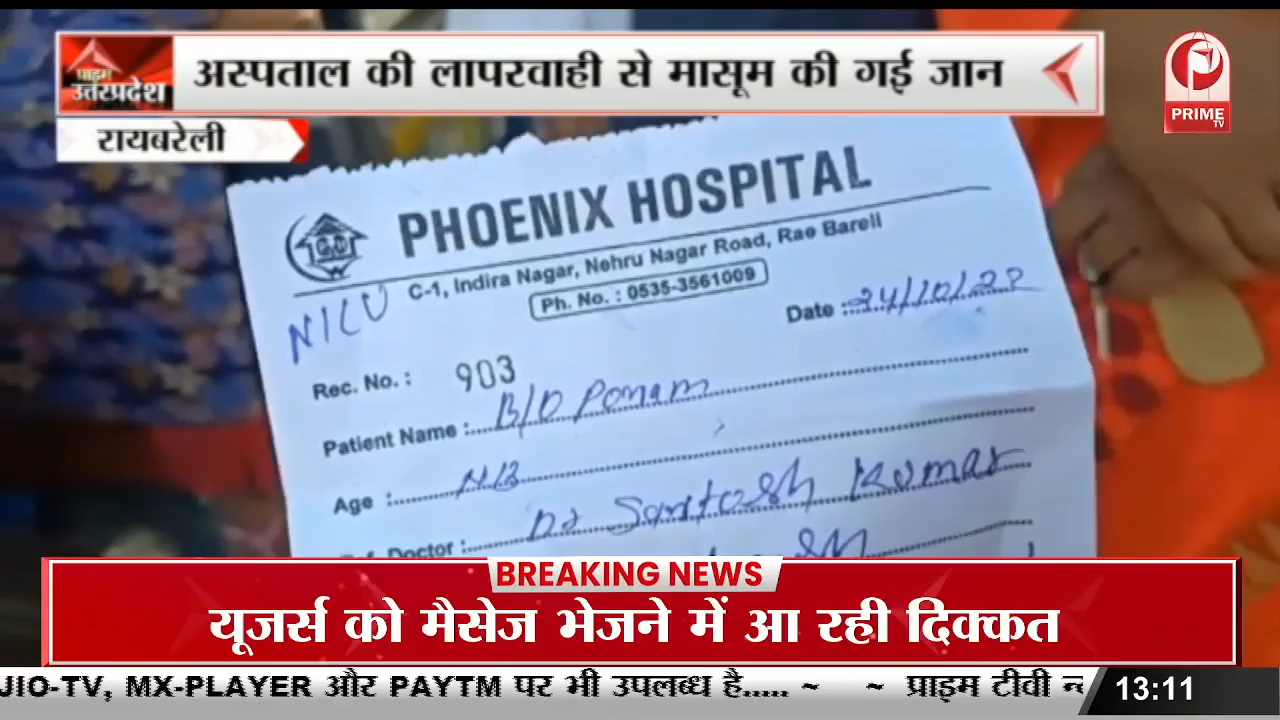 प्राइम
उत्तरप्रदेश
अस्पताल की लापरवाही से मासूम की गई जान
PRIME
TV
रायबरेली
PHOENIX HOSPITAL
C-1, Indira Nagar, Nehru Nagar Road, Rae Bareli
Ph. No. : 0535-3561009
NICU
Date : 24/10/22
Rec. No. : 903
Patient Name : B/O Ponam
Age : NB
Ref. Doctor : Dr Santosh Kumar
BREAKING NEWS
यूजर्स को मैसेज भेजने में आ रही दिक्कत
JIO-TV, MX-PLAYER और PAYTM पर भी उपलब्ध है..... ~ ~ प्राइम टीवी
13:11